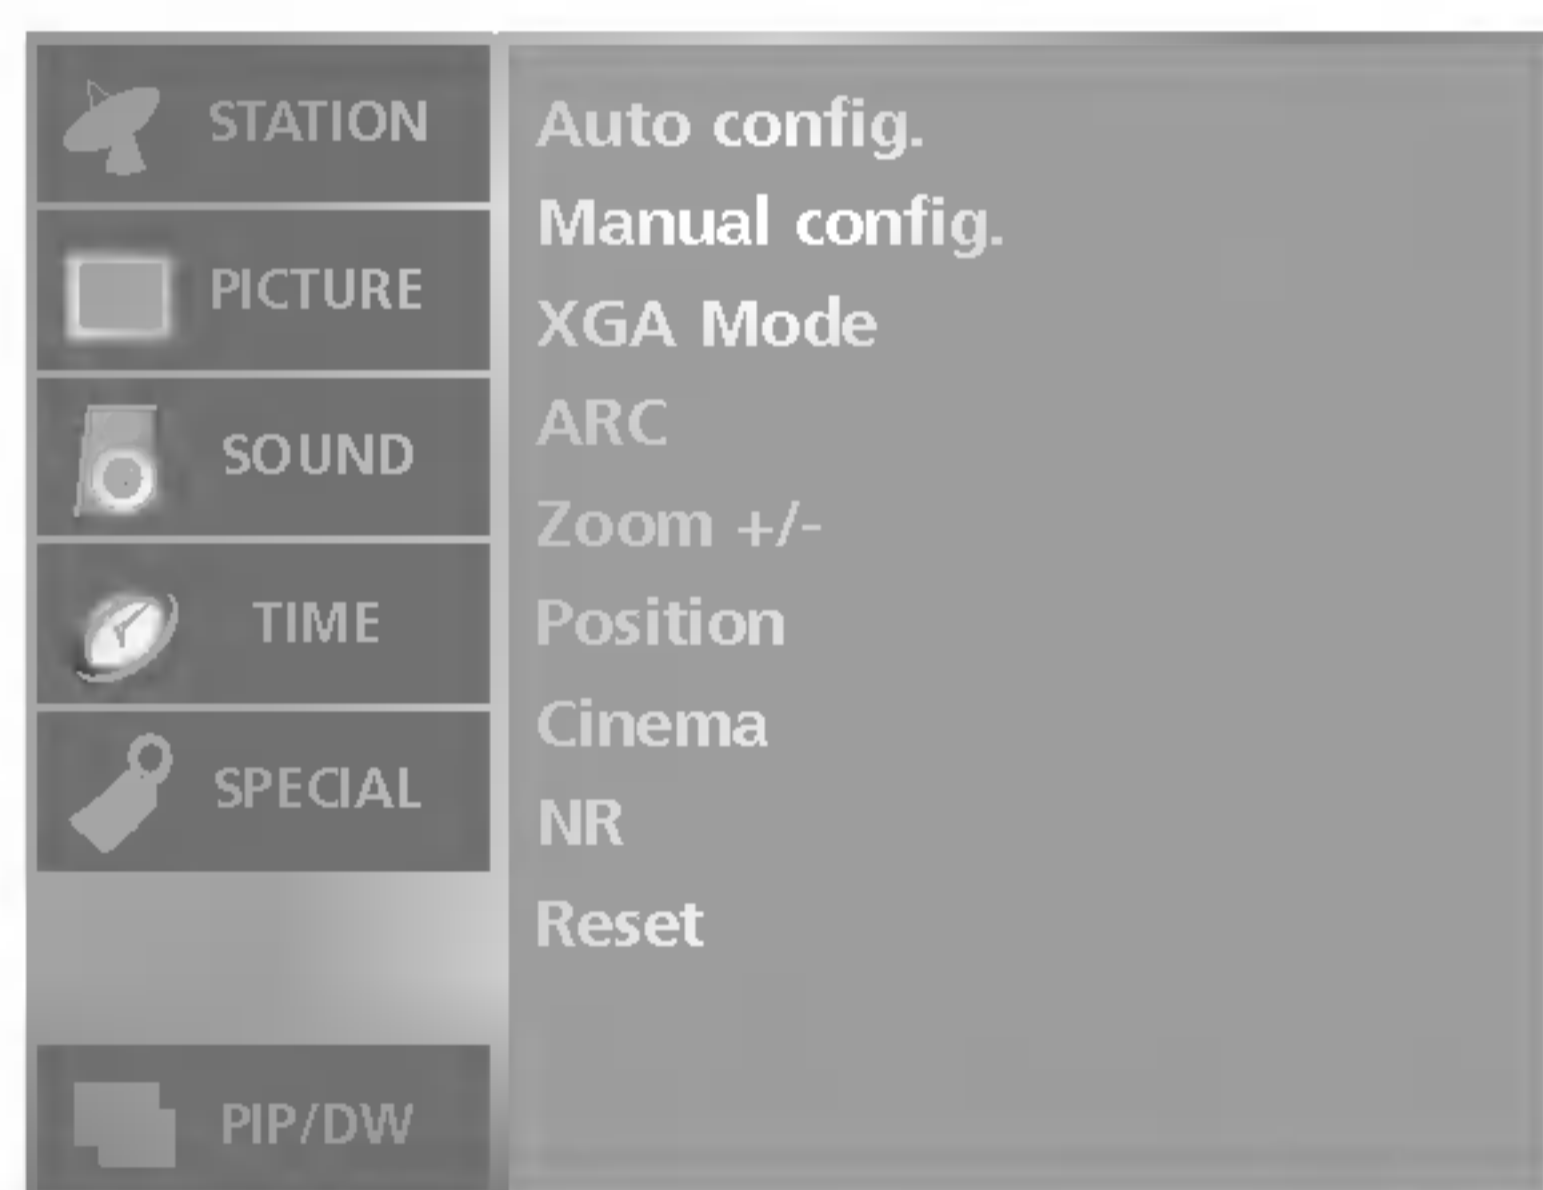 STATION
PICTURE
SOUND
TIME
SPECIAL
PIP/DW
Auto config.
Manual config.
XGA Mode
ARC
Zoom +/-
Position
Cinema
NR
Reset